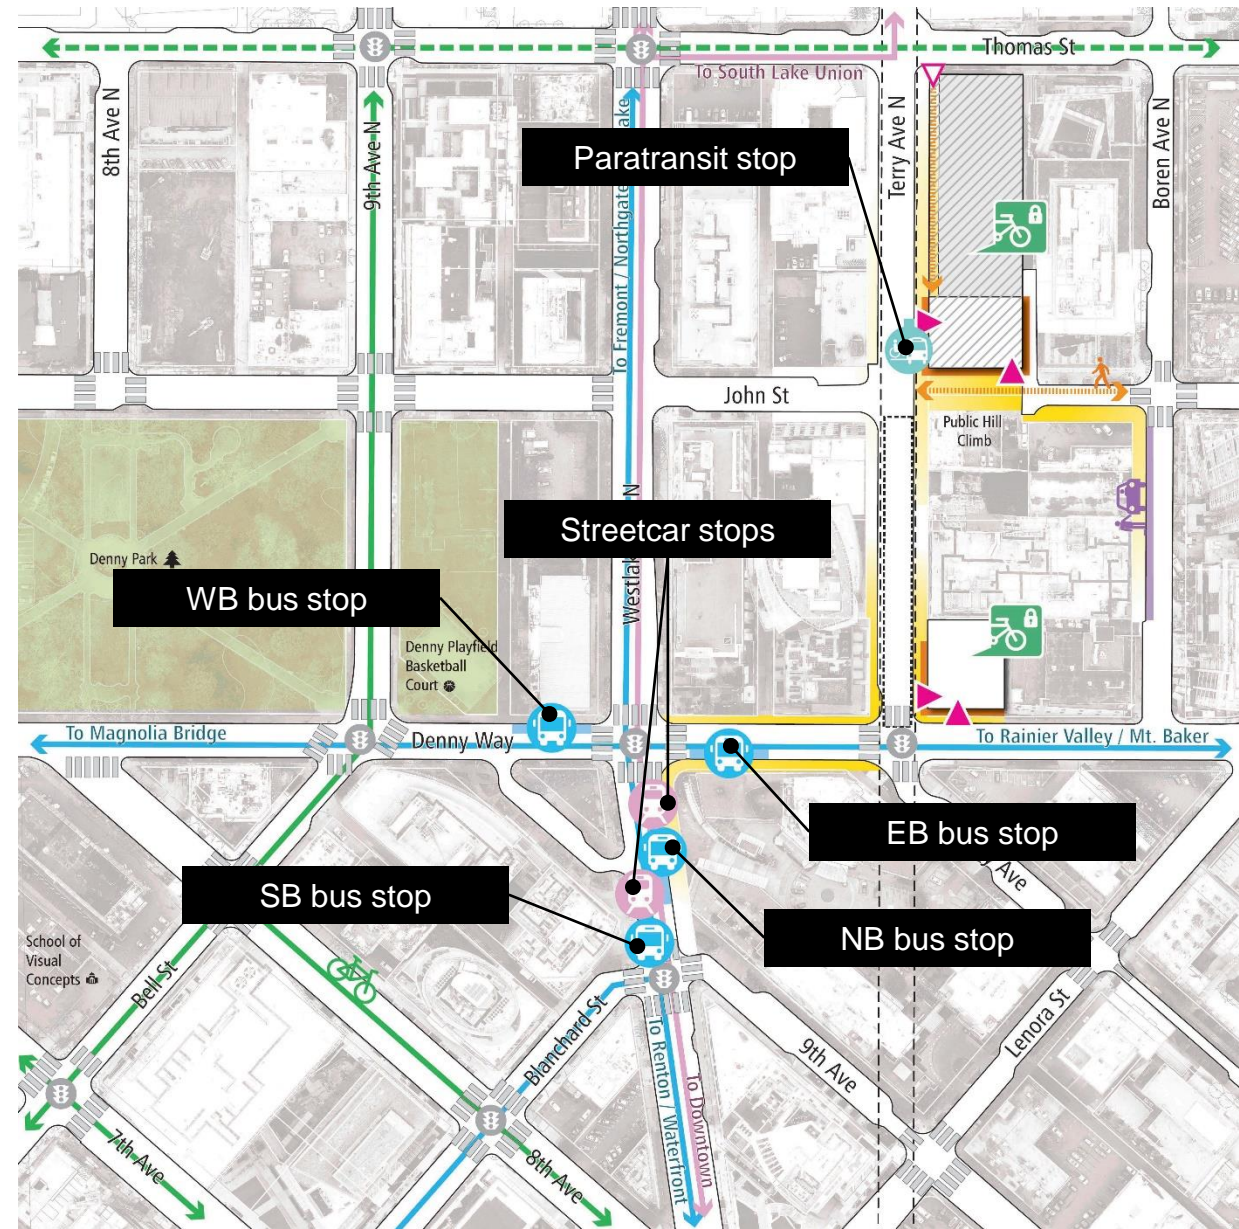 Thomas St
To South Lake Union
8th Ave N
9th Ave N
To Fremont / Northgate
lake
Terry Ave N
Boren Ave N
Paratransit stop
John St
Public Hill
Climb
Streetcar stops
Denny Park
WB bus stop
Westlak
N
Denny Playfield
Basketball
Court
To Magnolia Bridge
Denny Way
To Rainier Valley / Mt. Baker
EB bus stop
SB bus stop
NB bus stop
y Ave
School of
Visual
Concepts
Bell St
Blanchard St
To Renton / Waterfront
To Downtown
9th Ave
Lenora St
7th Ave
8th Ave